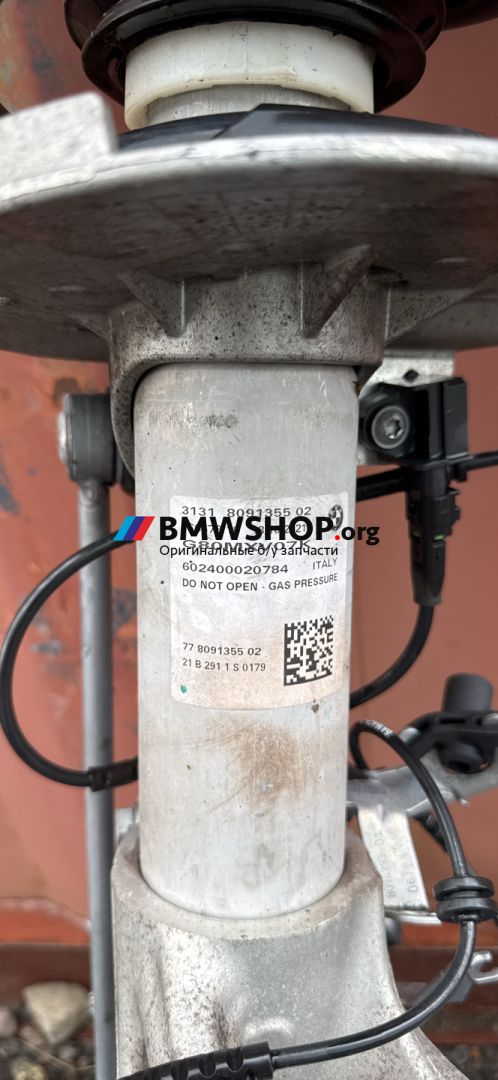 3131 8091355 02
BMWSHOP.org
Оригинальные б/у запчасти
602400020784 ITALY
DO NOT OPEN - GAS PRESSURE
77 8091355 02
21 B 291 1 S 0179